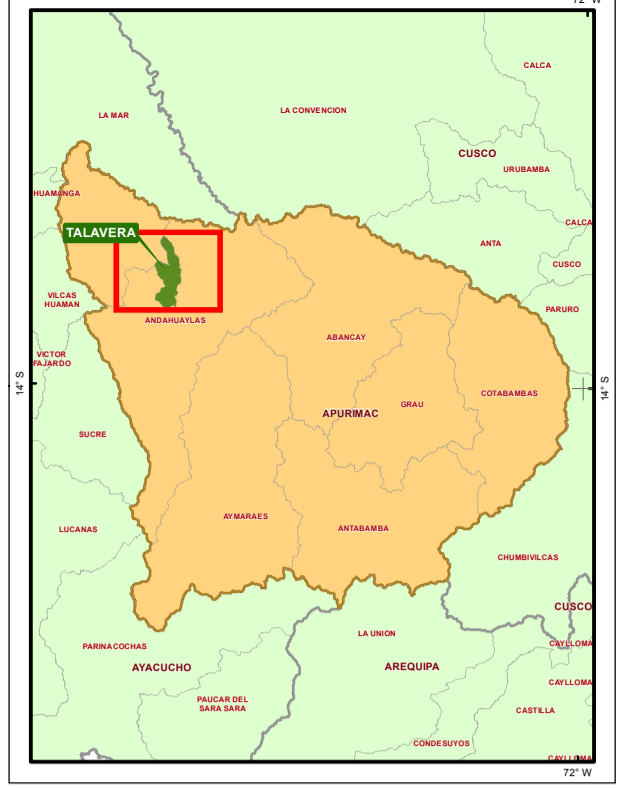 72° W
CALCA
LA CONVENCION
LA MAR
CUSCO
URUBAMBA
HUAMANGA
CALCA
TALAVERA
ANTA
CUSCO
VILCAS
HUAMAN
PARURO
ANDAHUAYLAS
ABANCAY
VICTOR
FAJARDO
14° S
14° S
COTABAMBAS
GRAU
APURIMAC
SUCRE
AYMARAES
ANTABAMBA
LUCANAS
CHUMBIVILCAS
CUSCO
LA UNION
CAYLLOMA
PARINACOCHAS
AYACUCHO
AREQUIPA
CAYLLOMA
PAUCAR DEL
SARA SARA
CASTILLA
CONDESUYOS
CAYLLOMA
72° W